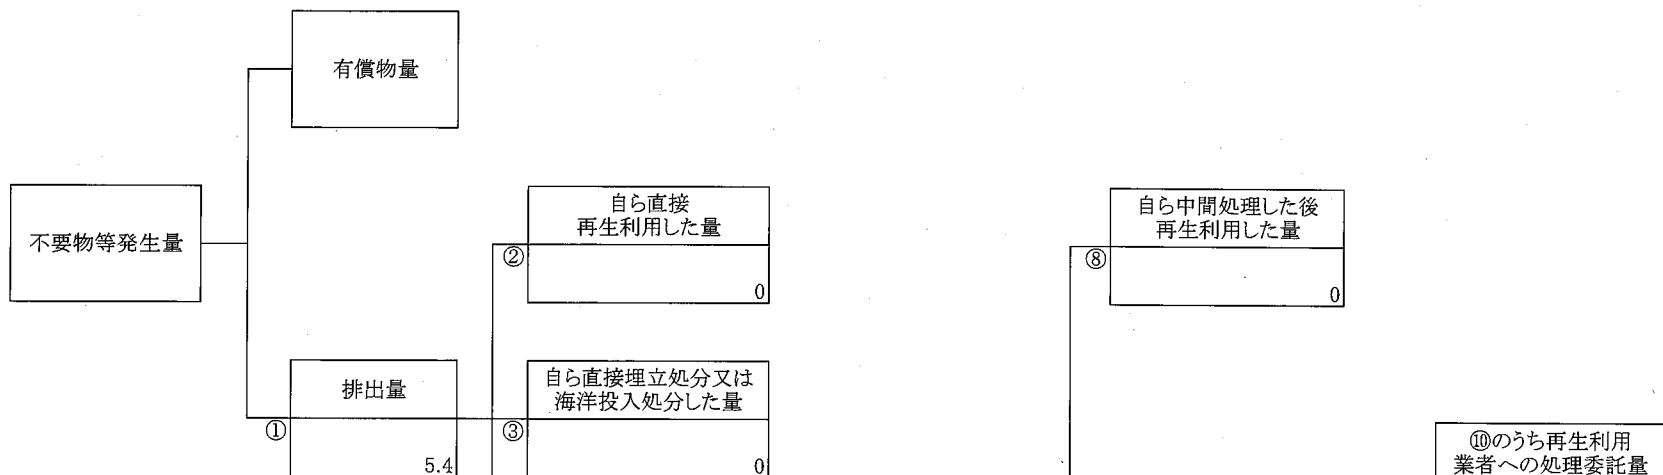 有償物量
不要物等発生量
自ら直接
再生利用した量
②
0
自ら中間処理した後
再生利用した量
⑧
0
排出量
①
5.4
自ら直接埋立処分又は
海洋投入処分した量
③
0
⑩のうち再生利用
業者への処理委託量